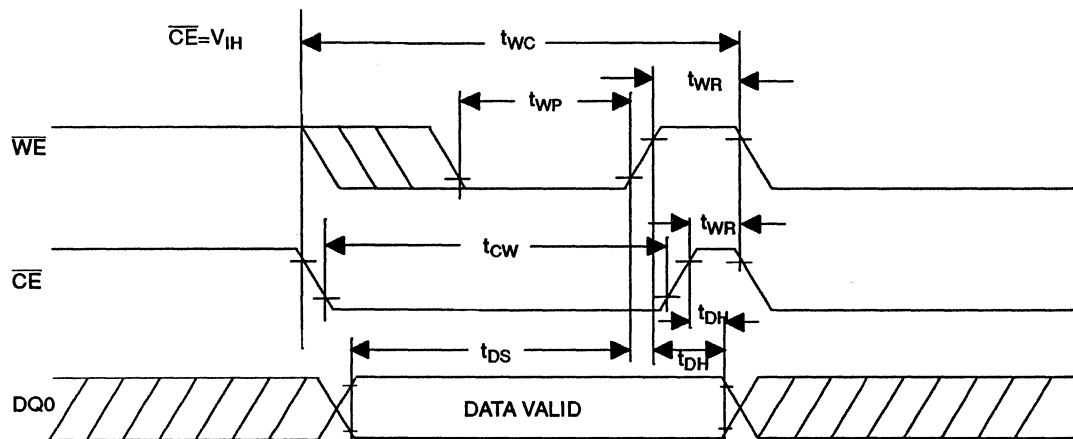 CE=VIH
tWC
tWR
tWP
WE
tWR
tCW
CE
tDH
tDS
tDH
DQ0
DATA VALID